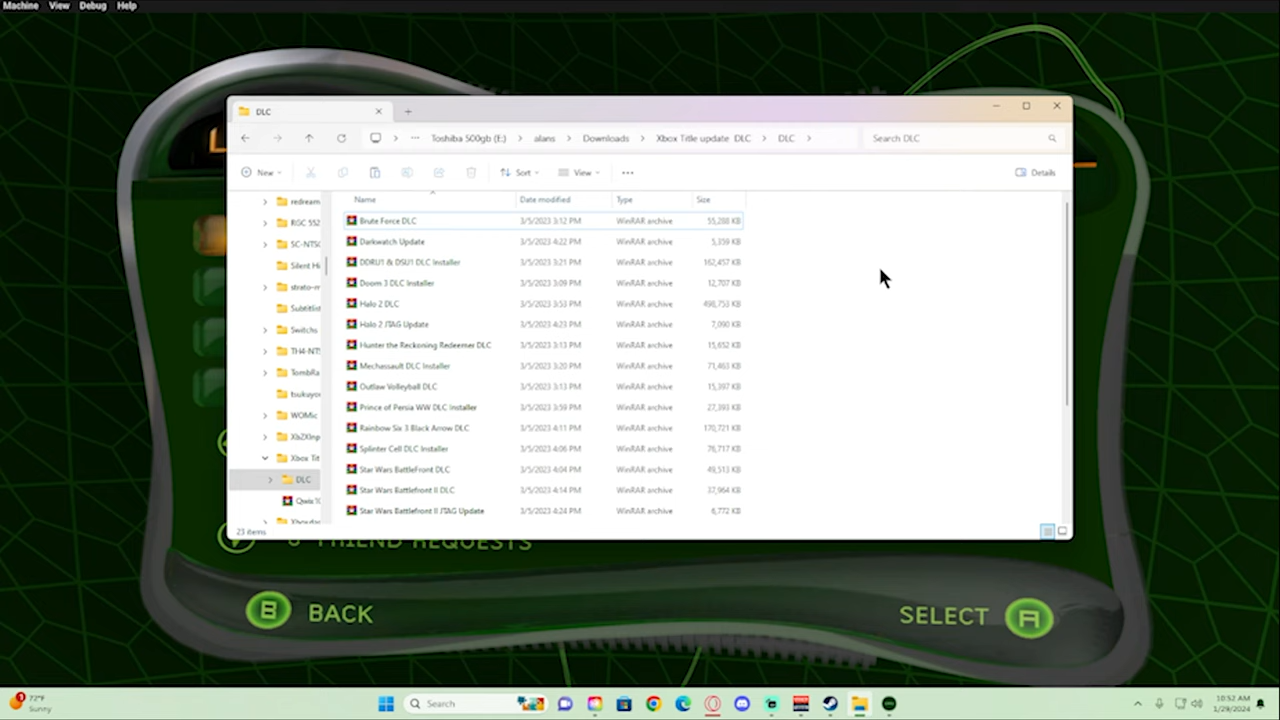 Machine View Debug Help
DLC
Toshiba 500gb (E:) alans Downloads Xbox Title update DLC DLC
Search DLC
New Sort View Details
Name Date modified Type Size
redream
Silent Hi
strato-m
Switchs
TH4-NT
TombRa
tsukuyo
WOMic
Xbox Tit
DLC
Brute Force DLC 3/5/2023 3:12 PM WinRAR archive 55,288 KB
Darkwatch Update 3/5/2023 4:22 PM WinRAR archive 5,359 KB
DDRU1 & DSU1 DLC Installer 3/5/2023 3:21 PM WinRAR archive 162,457 KB
Doom 3 DLC Installer 3/5/2023 3:09 PM WinRAR archive 12,707 KB
Halo 2 DLC 3/5/2023 3:53 PM WinRAR archive 498,753 KB
Halo 2 JTAG Update 3/5/2023 4:23 PM WinRAR archive 7,090 KB
Hunter the Reckoning Redeemer DLC 3/5/2023 3:13 PM WinRAR archive 15,652 KB
Mechassault DLC Installer 3/5/2023 3:20 PM WinRAR archive 71,463 KB
Outlaw Volleyball DLC 3/5/2023 3:13 PM WinRAR archive 15,397 KB
Prince of Persia WW DLC Installer 3/5/2023 3:59 PM WinRAR archive 27,393 KB
Rainbow Six 3 Black Arrow DLC 3/5/2023 4:11 PM WinRAR archive 170,721 KB
Splinter Cell DLC Installer 3/5/2023 4:06 PM WinRAR archive 76,717 KB
Star Wars BattleFront DLC 3/5/2023 4:04 PM WinRAR archive 49,513 KB
Star Wars Battlefront II DLC 3/5/2023 4:14 PM WinRAR archive 37,964 KB
Star Wars Battlefront II JTAG Update 3/5/2023 4:24 PM WinRAR archive 6,772 KB
23 items
FRIEND REQUESTS
B BACK
SELECT A
72°F
Sunny
Search
10:52 AM
1/29/2024